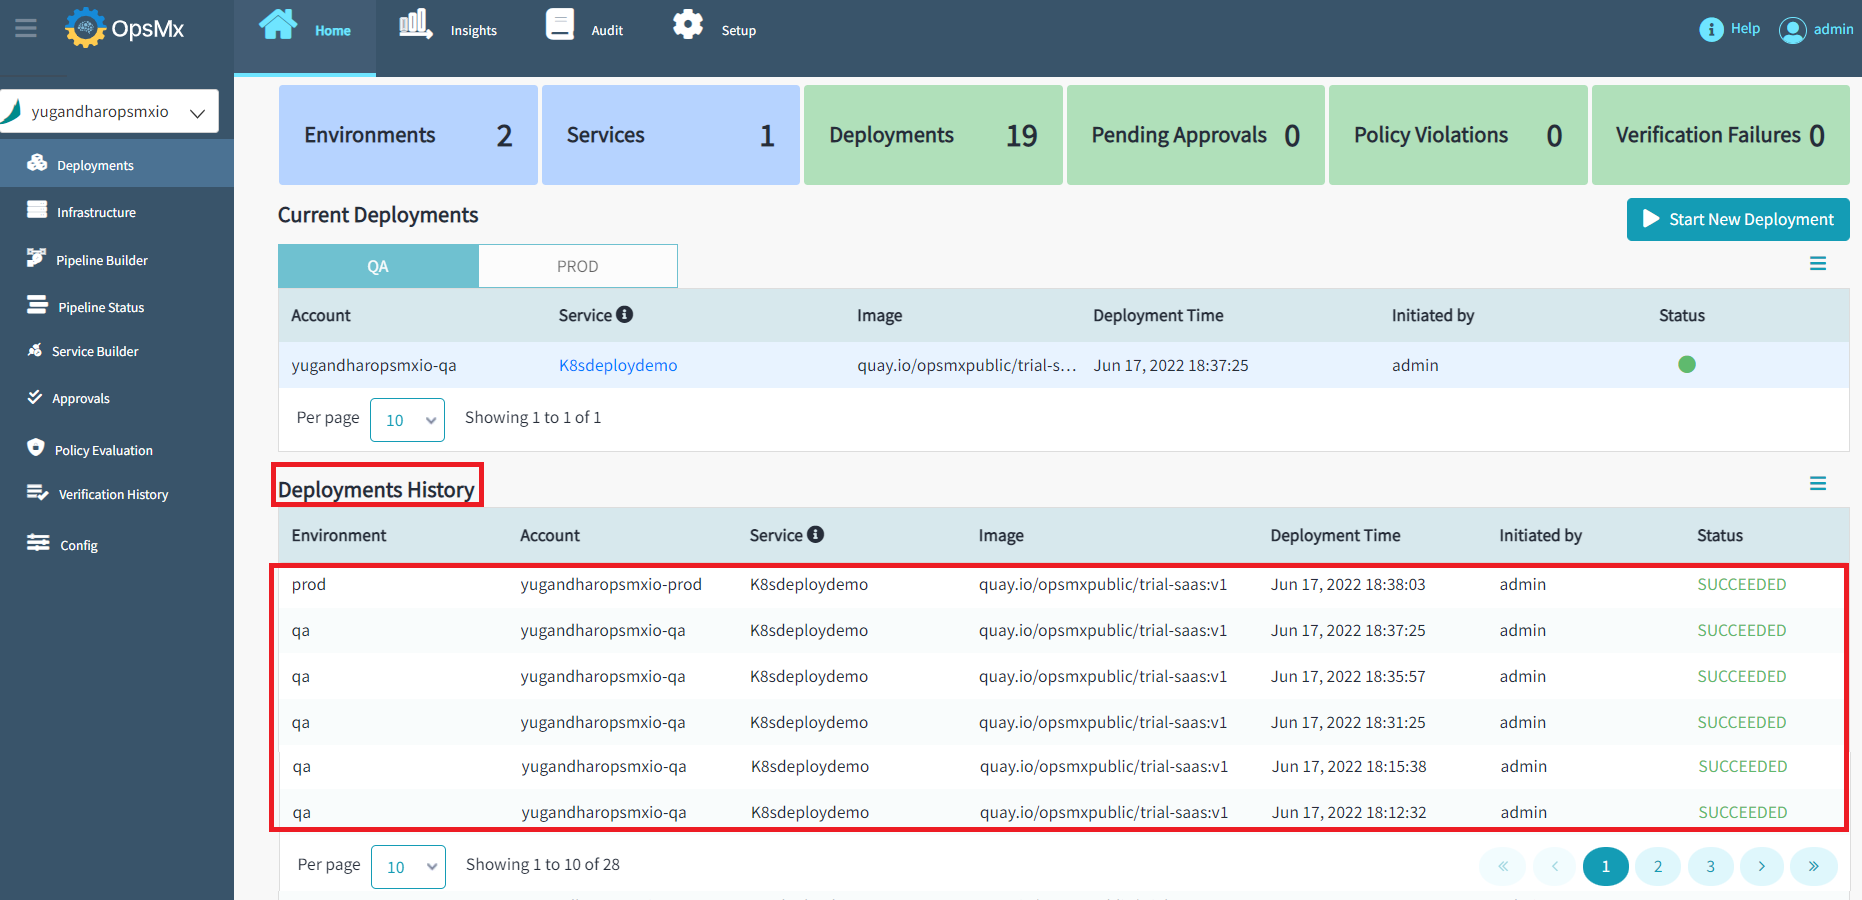 OpsMx
Home
Insights
Audit
Setup
Help
admin
yugandharopsmxio
Deployments
Infrastructure
Pipeline Builder
Pipeline Status
Service Builder
Approvals
Policy Evaluation
Verification History
Config
Environments 2
Services 1
Deployments 19
Pending Approvals 0
Policy Violations 0
Verification Failures 0
Current Deployments
Start New Deployment
QA PROD
Account Service Image Deployment Time Initiated by Status
yugandharopsmxio-qa K8sdeploydemo quay.io/opsmxpublic/trial-s... Jun 17, 2022 18:37:25 admin
Per page 10 Showing 1 to 1 of 1
Deployments History
Environment Account Service Image Deployment Time Initiated by Status
prod yugandharopsmxio-prod K8sdeploydemo quay.io/opsmxpublic/trial-saas:v1 Jun 17, 2022 18:38:03 admin SUCCEEDED
qa yugandharopsmxio-qa K8sdeploydemo quay.io/opsmxpublic/trial-saas:v1 Jun 17, 2022 18:37:25 admin SUCCEEDED
qa yugandharopsmxio-qa K8sdeploydemo quay.io/opsmxpublic/trial-saas:v1 Jun 17, 2022 18:35:57 admin SUCCEEDED
qa yugandharopsmxio-qa K8sdeploydemo quay.io/opsmxpublic/trial-saas:v1 Jun 17, 2022 18:31:25 admin SUCCEEDED
qa yugandharopsmxio-qa K8sdeploydemo quay.io/opsmxpublic/trial-saas:v1 Jun 17, 2022 18:15:38 admin SUCCEEDED
qa yugandharopsmxio-qa K8sdeploydemo quay.io/opsmxpublic/trial-saas:v1 Jun 17, 2022 18:12:32 admin SUCCEEDED
Per page 10 Showing 1 to 10 of 28 « ‹ 1 2 3 › »